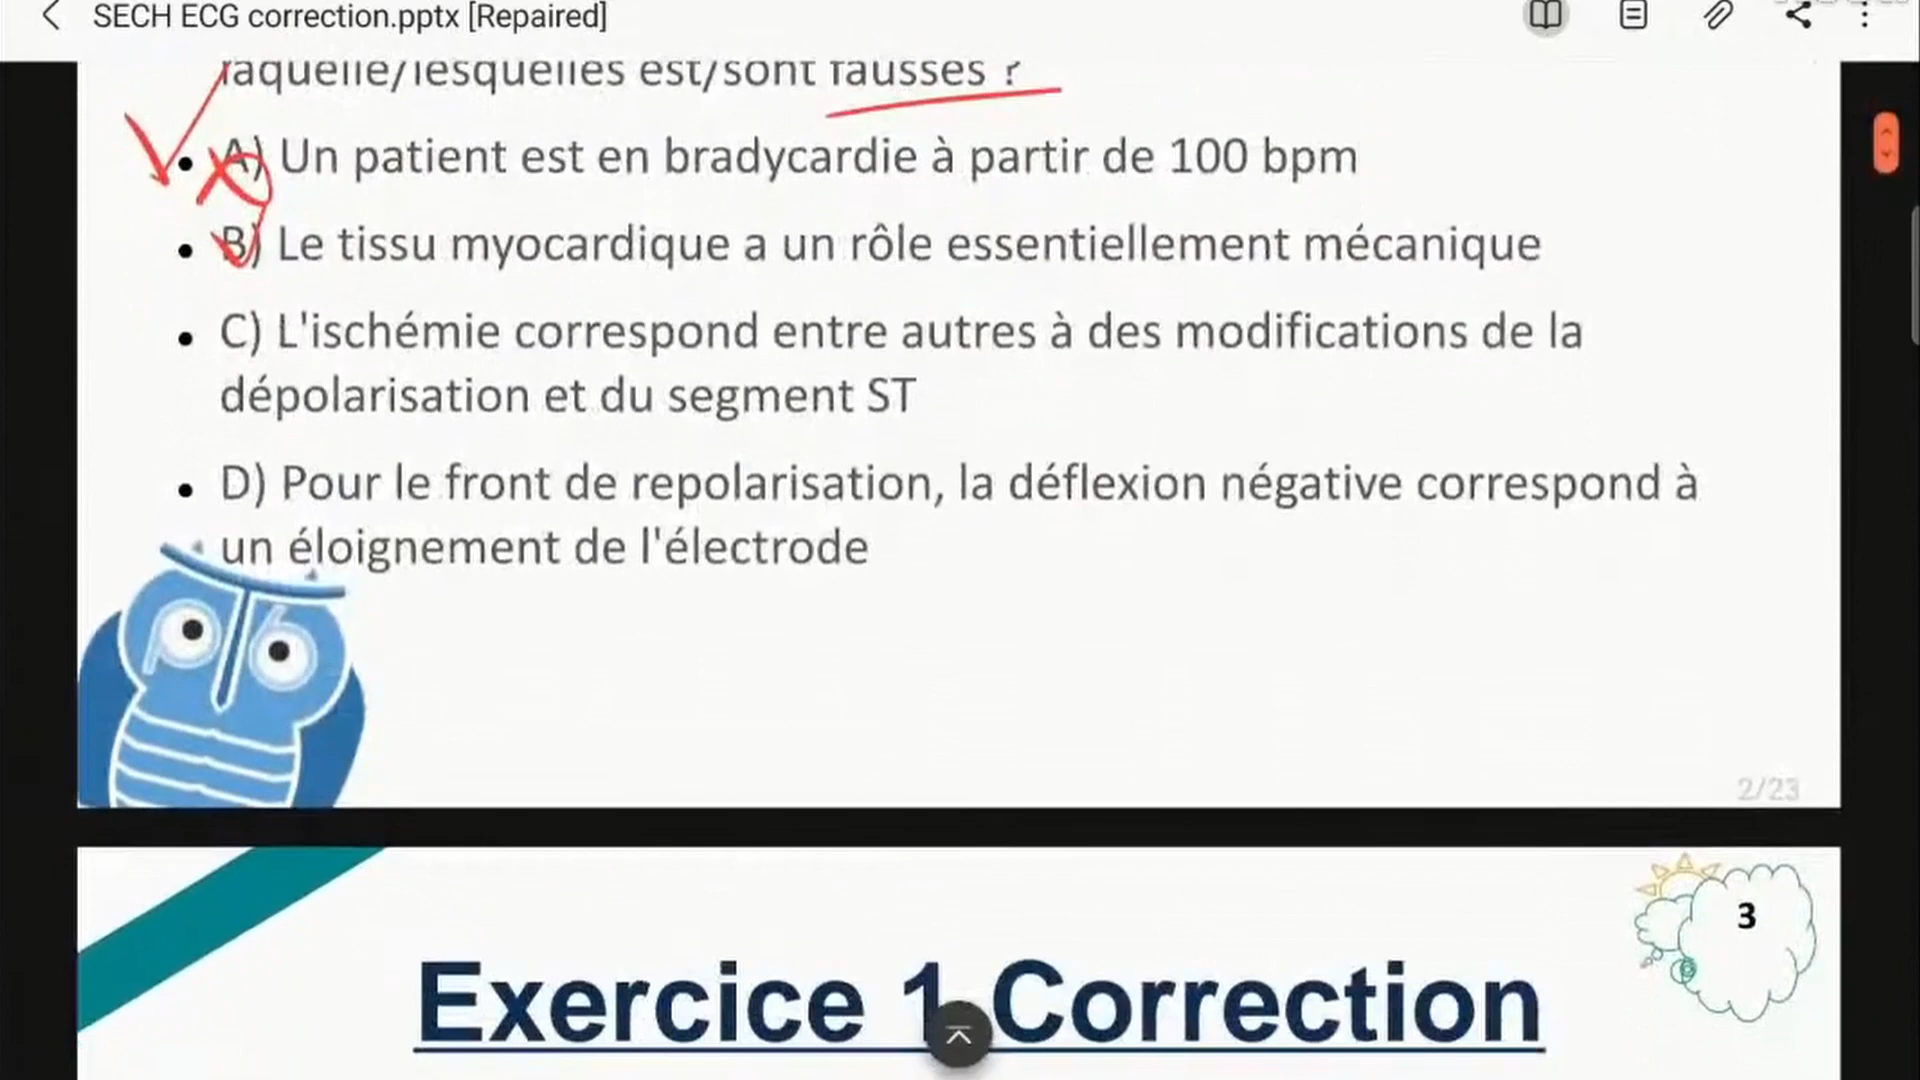 SECH ECG correction.pptx [Repaired]
laquelle/lesquelles est/sont fausses ?
• A) Un patient est en bradycardie à partir de 100 bpm
• B) Le tissu myocardique a un rôle essentiellement mécanique
• C) L'ischémie correspond entre autres à des modifications de la
dépolarisation et du segment ST
• D) Pour le front de repolarisation, la déflexion négative correspond à
un éloignement de l'électrode
2/23
3
Exercice 1 Correction